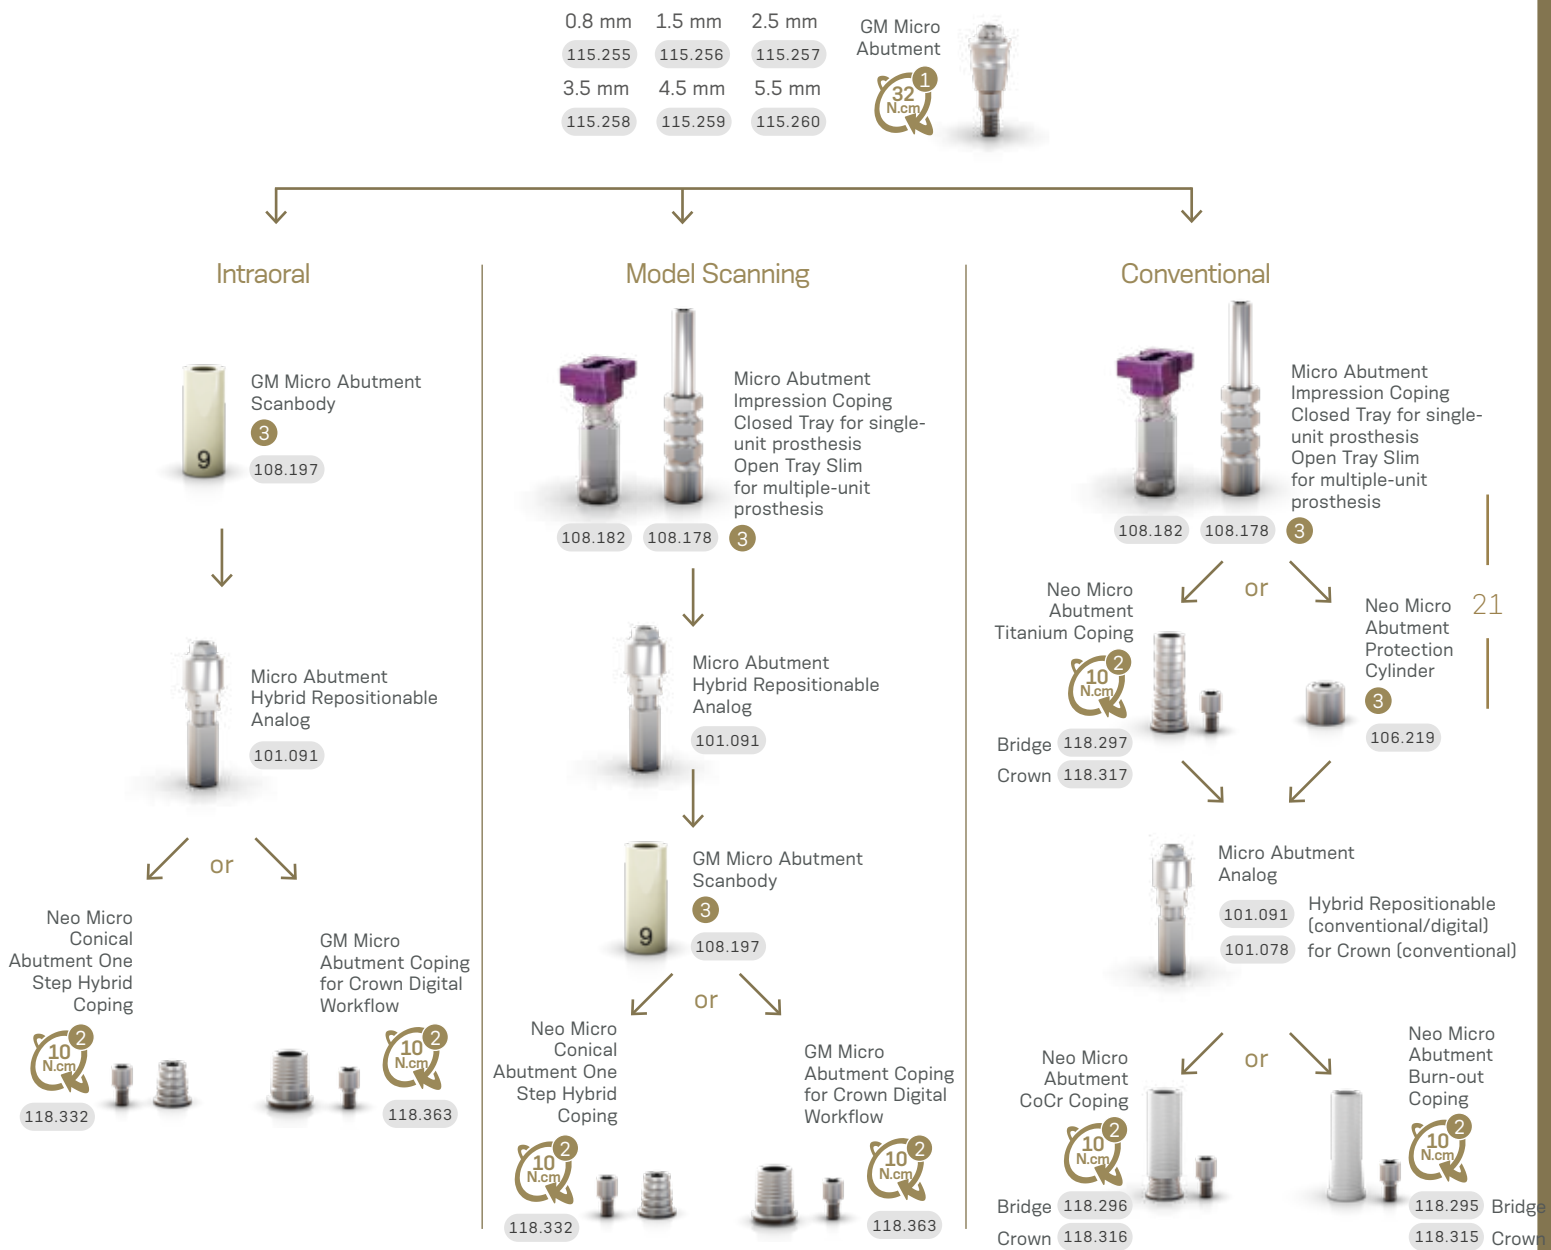 0.8 mm 1.5 mm 2.5 mm
115.255 115.256 115.257
3.5 mm 4.5 mm 5.5 mm
115.258 115.259 115.260
GM Micro
Abutment
32
N.cm
1
Intraoral
GM Micro Abutment
Scanbody
3
108.197
9
Micro Abutment
Hybrid Repositionable
Analog
101.091
or
Neo Micro
Conical
Abutment One
Step Hybrid
Coping
10
N.cm
2
118.332
GM Micro
Abutment Coping
for Crown Digital
Workflow
10
N.cm
2
118.363
Model Scanning
Micro Abutment
Impression Coping
Closed Tray for single-
unit prosthesis
Open Tray Slim
for multiple-unit
prosthesis
108.182 108.178 3
Micro Abutment
Hybrid Repositionable
Analog
101.091
GM Micro Abutment
Scanbody
3
108.197
9
or
Neo Micro
Conical
Abutment One
Step Hybrid
Coping
10
N.cm
2
118.332
GM Micro
Abutment Coping
for Crown Digital
Workflow
10
N.cm
2
118.363
Conventional
Micro Abutment
Impression Coping
Closed Tray for single-
unit prosthesis
Open Tray Slim
for multiple-unit
prosthesis
108.182 108.178 3
or
Neo Micro
Abutment
Titanium Coping
10
N.cm
2
Bridge 118.297
Crown 118.317
Neo Micro
Abutment
Protection
Cylinder
3
106.219
21
Micro Abutment
Analog
101.091 Hybrid Repositionable
(conventional/digital)
101.078 for Crown (conventional)
or
Neo Micro
Abutment
CoCr Coping
10
N.cm
2
Bridge 118.296
Crown 118.316
Neo Micro
Abutment
Burn-out
Coping
10
N.cm
2
118.295 Bridge
118.315 Crown